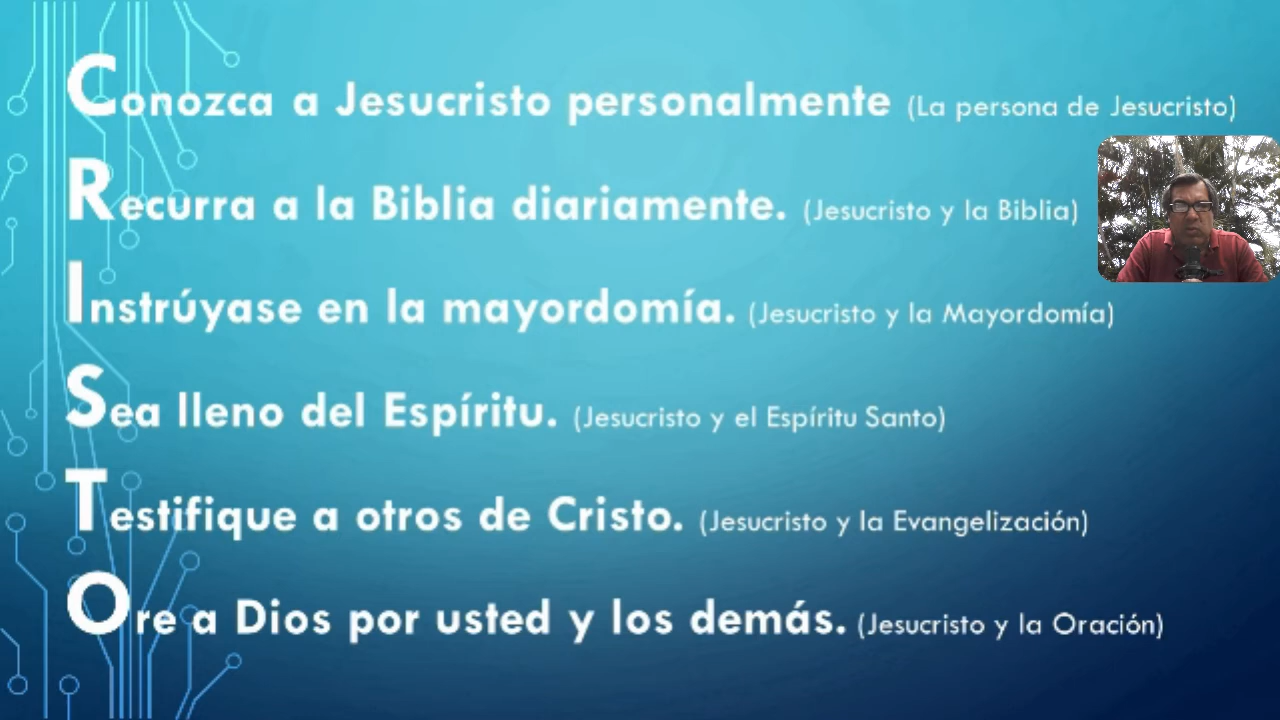 Conozca a Jesucristo personalmente (La persona de Jesucristo)
Recurra a la Biblia diariamente. (Jesucristo y la Biblia)
Instrúyase en la mayordomía. (Jesucristo y la Mayordomía)
Sea lleno del Espíritu. (Jesucristo y el Espíritu Santo)
Testifique a otros de Cristo. (Jesucristo y la Evangelización)
Ore a Dios por usted y los demás. (Jesucristo y la Oración)